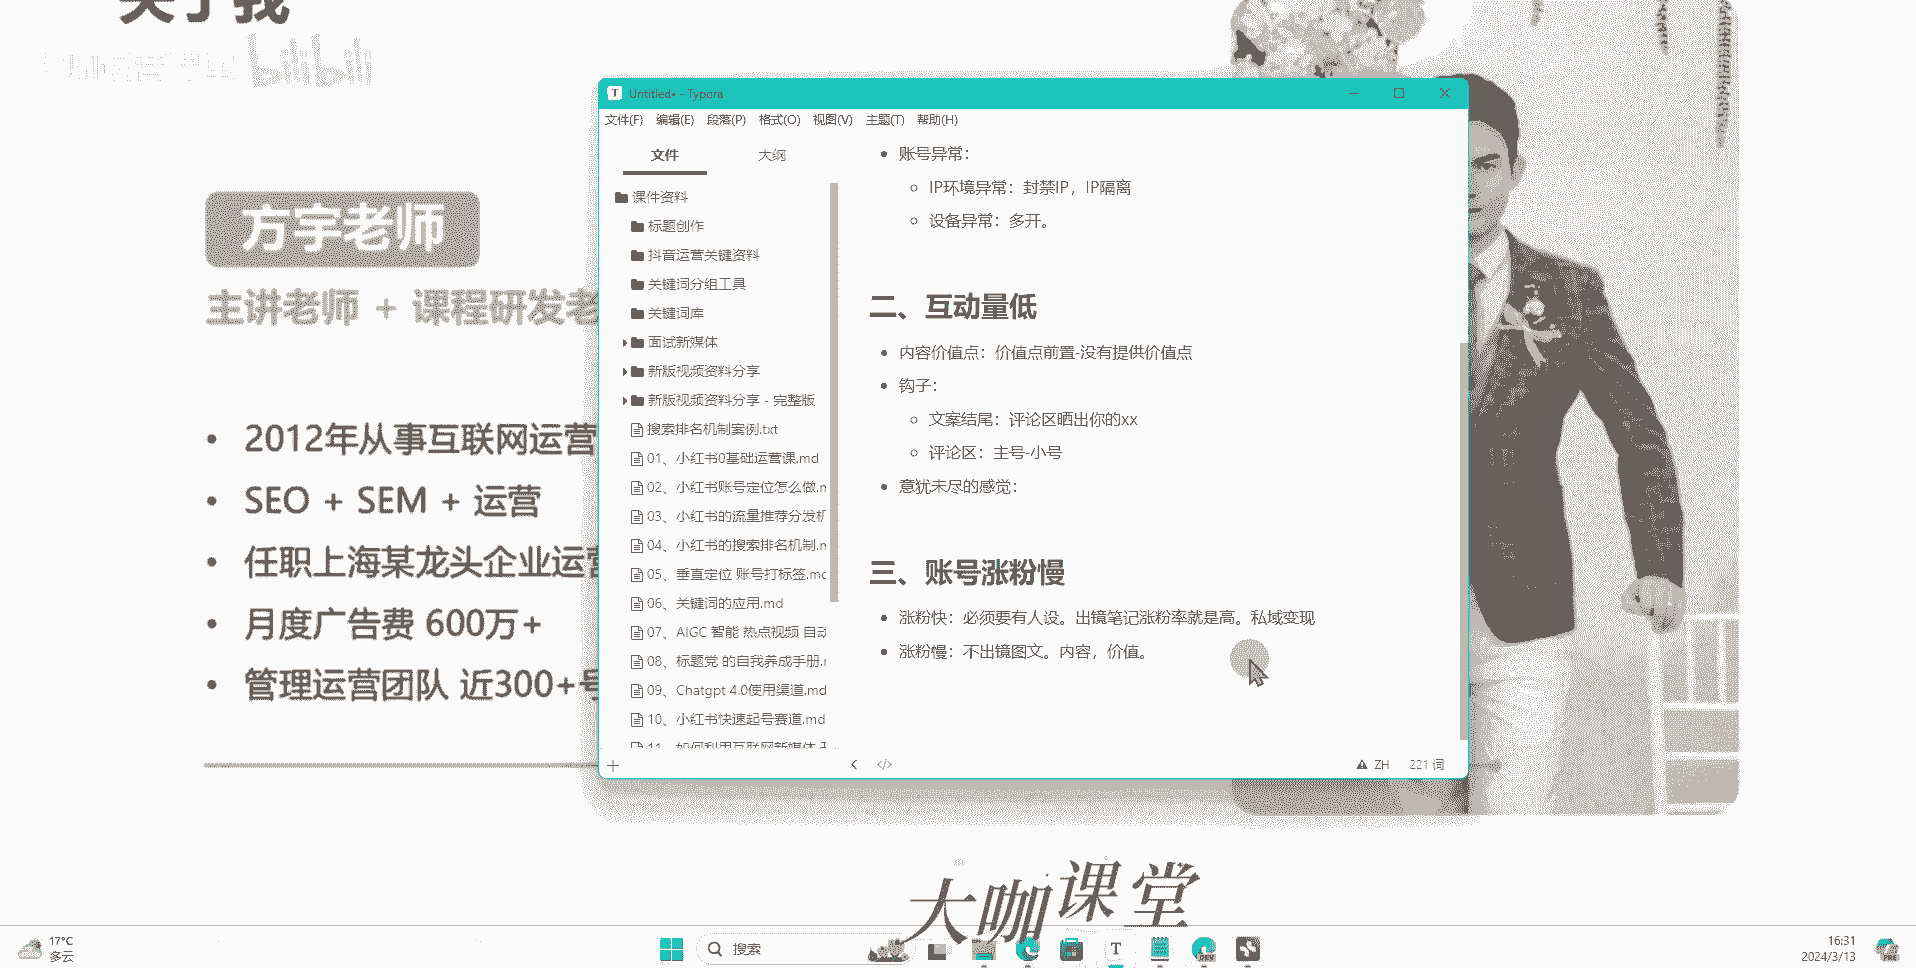 关于我
bilibili
方宇老师
主讲老师 + 课程研发老
2012年从事互联网运营
SEO + SEM + 运营
任职上海某龙头企业运营
月度广告费 600万+
管理运营团队 近300+号
Untitled• - Typora
文件(F) 编辑(E) 段落(P) 格式(O) 视图(V) 主题(T) 帮助(H)
文件 大纲
课件资料
标题创作
抖音运营关键资料
关键词分组工具
关键词库
面试新媒体
新版视频资料分享
新版视频资料分享 - 完整版
搜索排名机制案例.txt
01、小红书0基础运营课.md
02、小红书账号定位怎么做.m
03、小红书的流量推荐分发机
04、小红书的搜索排名机制.m
05、垂直定位 账号打标签.md
06、关键词的应用.md
07、AIGC 智能 热点视频 自动
08、标题党 的自我养成手册.m
09、Chatgpt 4.0使用渠道.md
10、小红书快速起号赛道.md
11、如何利用互联网新媒体
账号异常：
IP环境异常：封禁IP，IP隔离
设备异常：多开。
二、互动量低
内容价值点：价值点前置-没有提供价值点
钩子：
文案结尾：评论区晒出你的xx
评论区：主号-小号
意犹未尽的感觉：
三、账号涨粉慢
涨粉快：必须要有人设。出镜笔记涨粉率就是高。私域变现
涨粉慢：不出镜图文。内容，价值。
</> ZH 221 词
大咖课堂
17°C
多云
搜索
16:31
2024/3/13